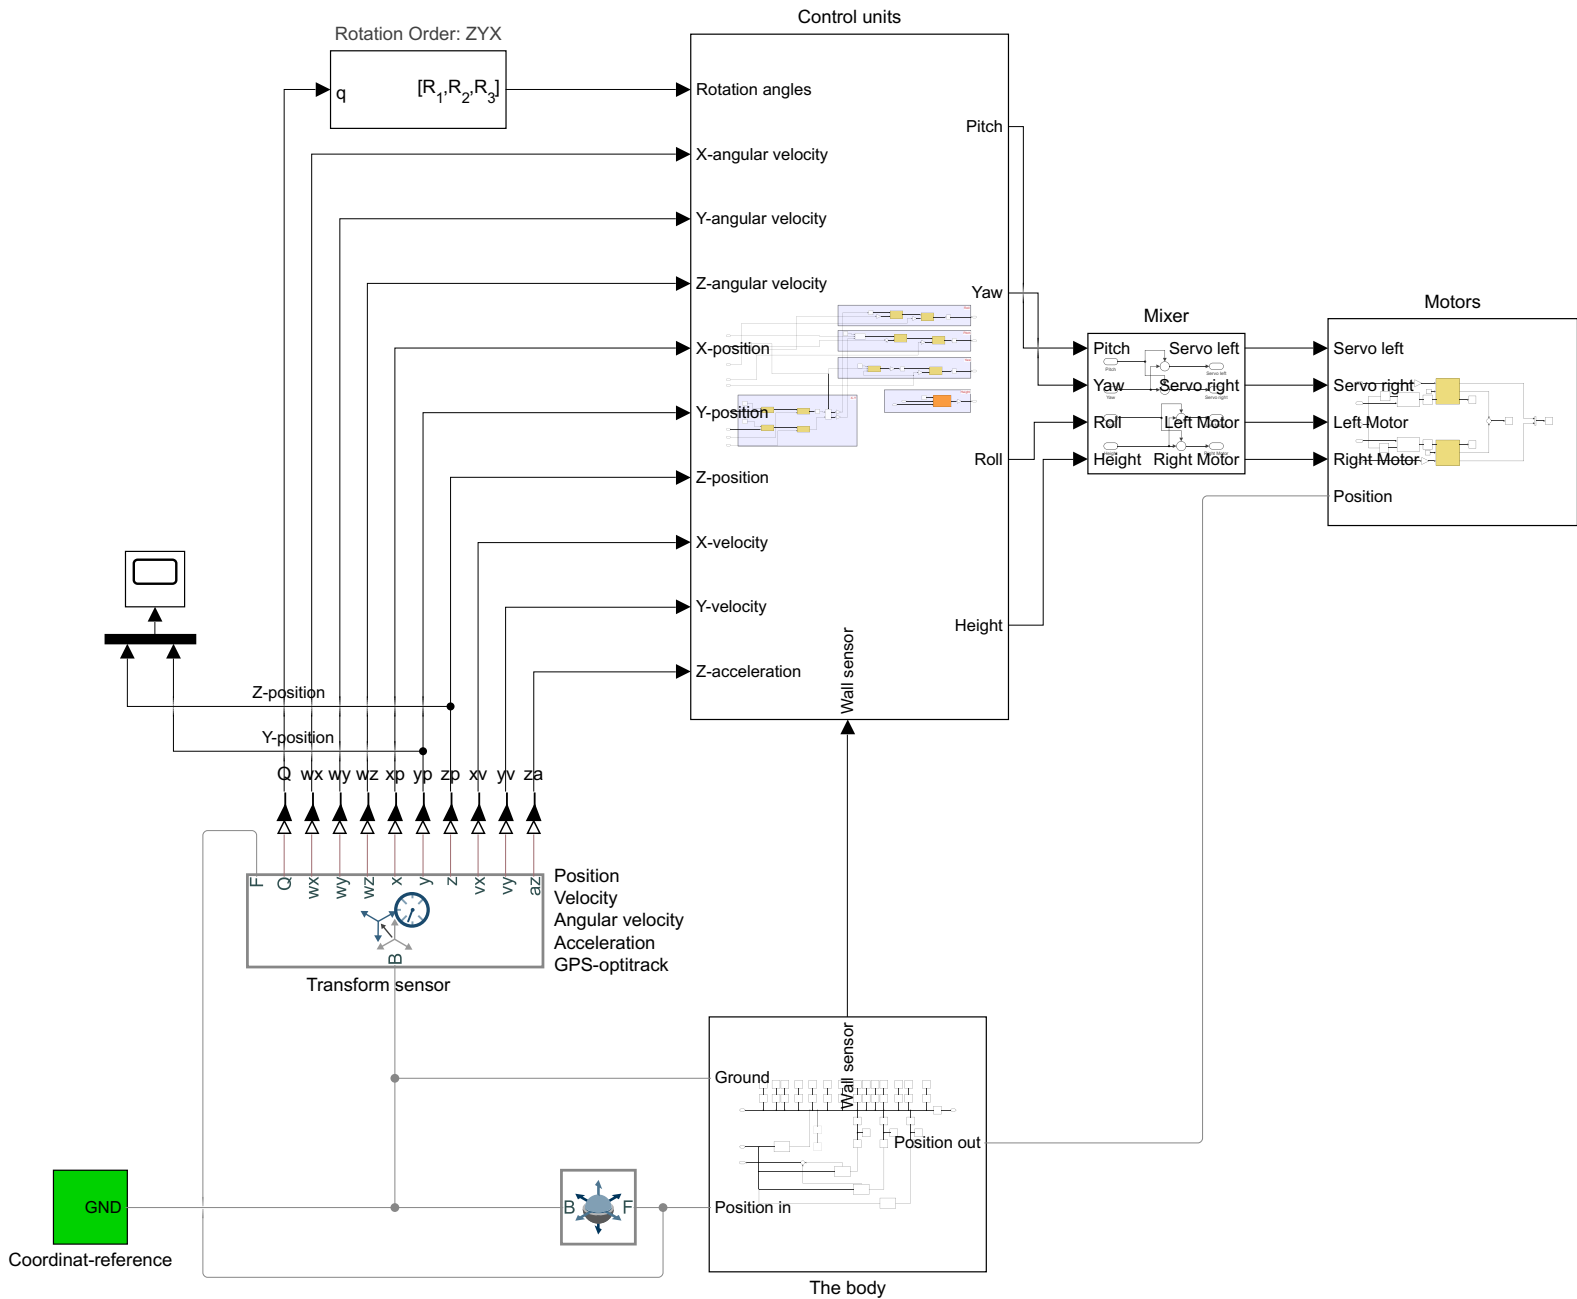 Control units
Rotation Order: ZYX
q
[R1,R2,R3]
Rotation angles
X-angular velocity
Y-angular velocity
Z-angular velocity
X-position
Y-position
Z-position
X-velocity
Y-velocity
Z-acceleration
Wall sensor
Pitch
Yaw
Roll
Height
Mixer
Pitch
Yaw
Roll
Height
Servo left
Servo right
Left Motor
Right Motor
Motors
Servo left
Servo right
Left Motor
Right Motor
Position
Z-position
Y-position
Q wx wy wz xp yp zp xv yv za
F Q wx wy wz x y z vx vy az
B
Transform sensor
Position
Velocity
Angular velocity
Acceleration
GPS-optitrack
GND
Coordinat-reference
B F
Wall sensor
Ground
Position in
Position out
The body